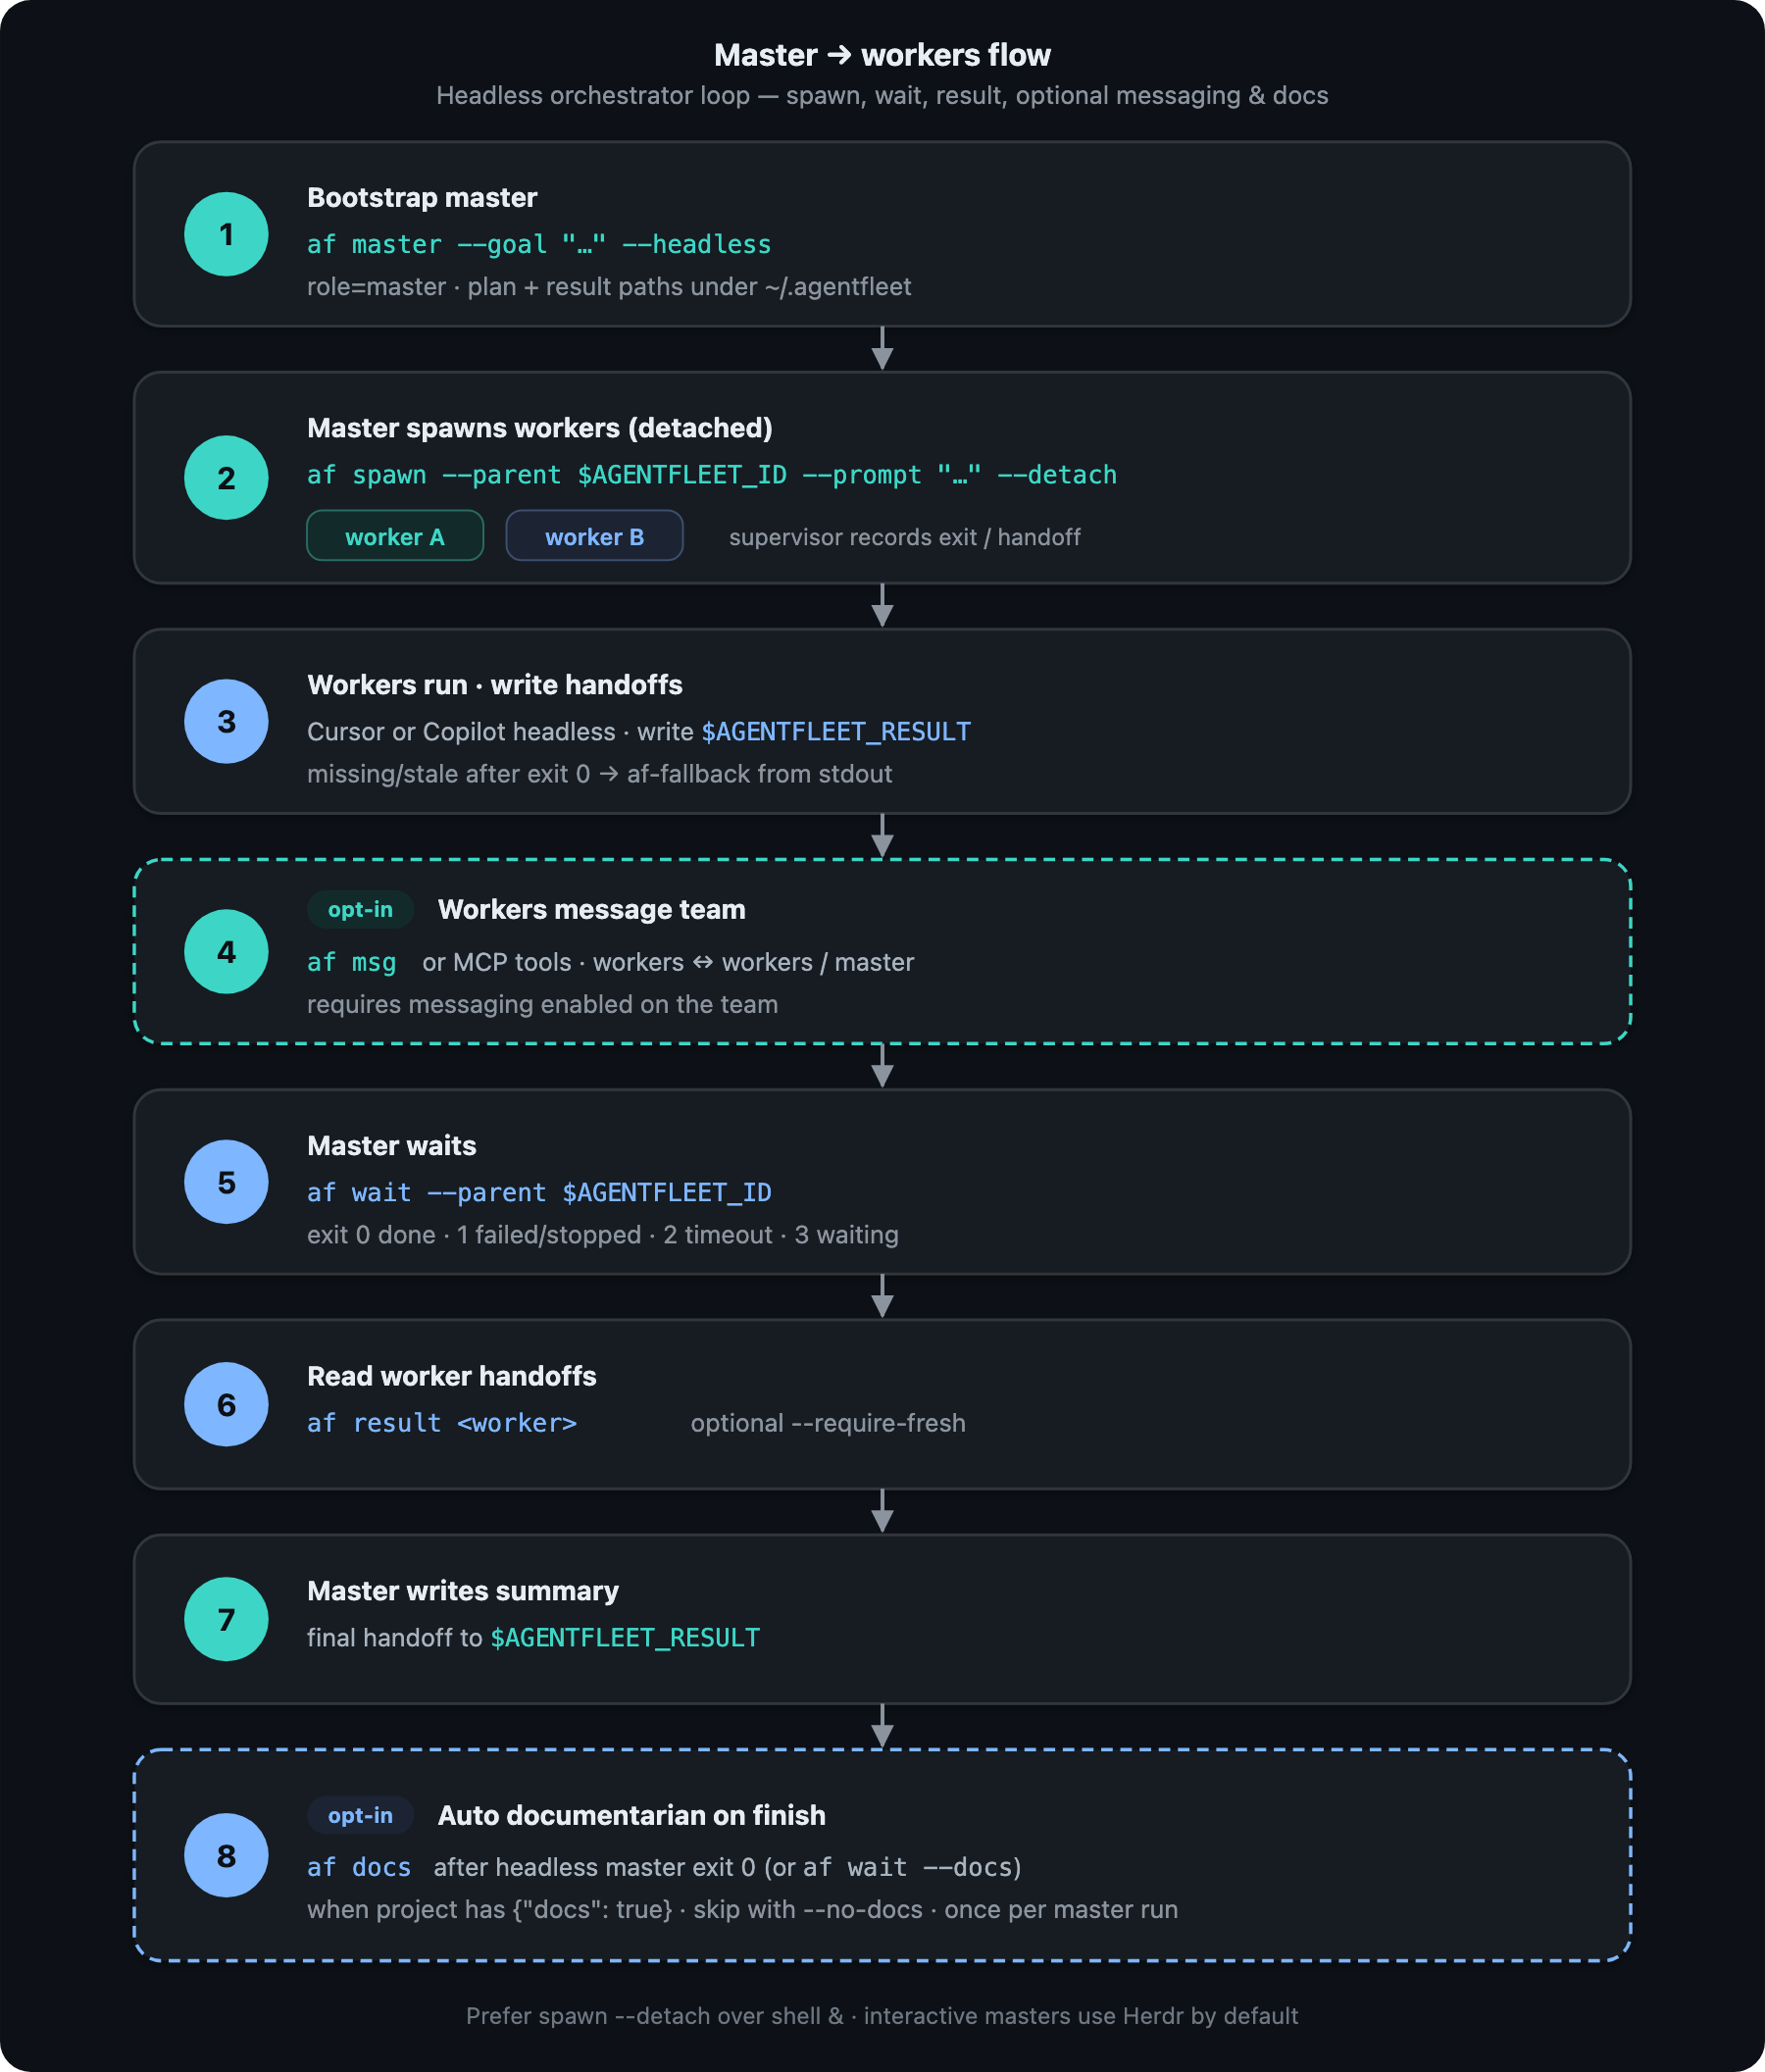 Master → workers flow
Headless orchestrator loop — spawn, wait, result, optional messaging & docs
1
Bootstrap master
af master --goal "…" --headless
role=master · plan + result paths under ~/.agentfleet
2
Master spawns workers (detached)
af spawn --parent $AGENTFLEET_ID --prompt "…" --detach
worker A worker B supervisor records exit / handoff
3
Workers run · write handoffs
Cursor or Copilot headless · write $AGENTFLEET_RESULT
missing/stale after exit 0 → af-fallback from stdout
4
opt-in Workers message team
af msg or MCP tools · workers ↔ workers / master
requires messaging enabled on the team
5
Master waits
af wait --parent $AGENTFLEET_ID
exit 0 done · 1 failed/stopped · 2 timeout · 3 waiting
6
Read worker handoffs
af result <worker> optional --require-fresh
7
Master writes summary
final handoff to $AGENTFLEET_RESULT
8
opt-in Auto documentarian on finish
af docs after headless master exit 0 (or af wait --docs)
when project has {"docs": true} · skip with --no-docs · once per master run
Prefer spawn --detach over shell & · interactive masters use Herdr by default